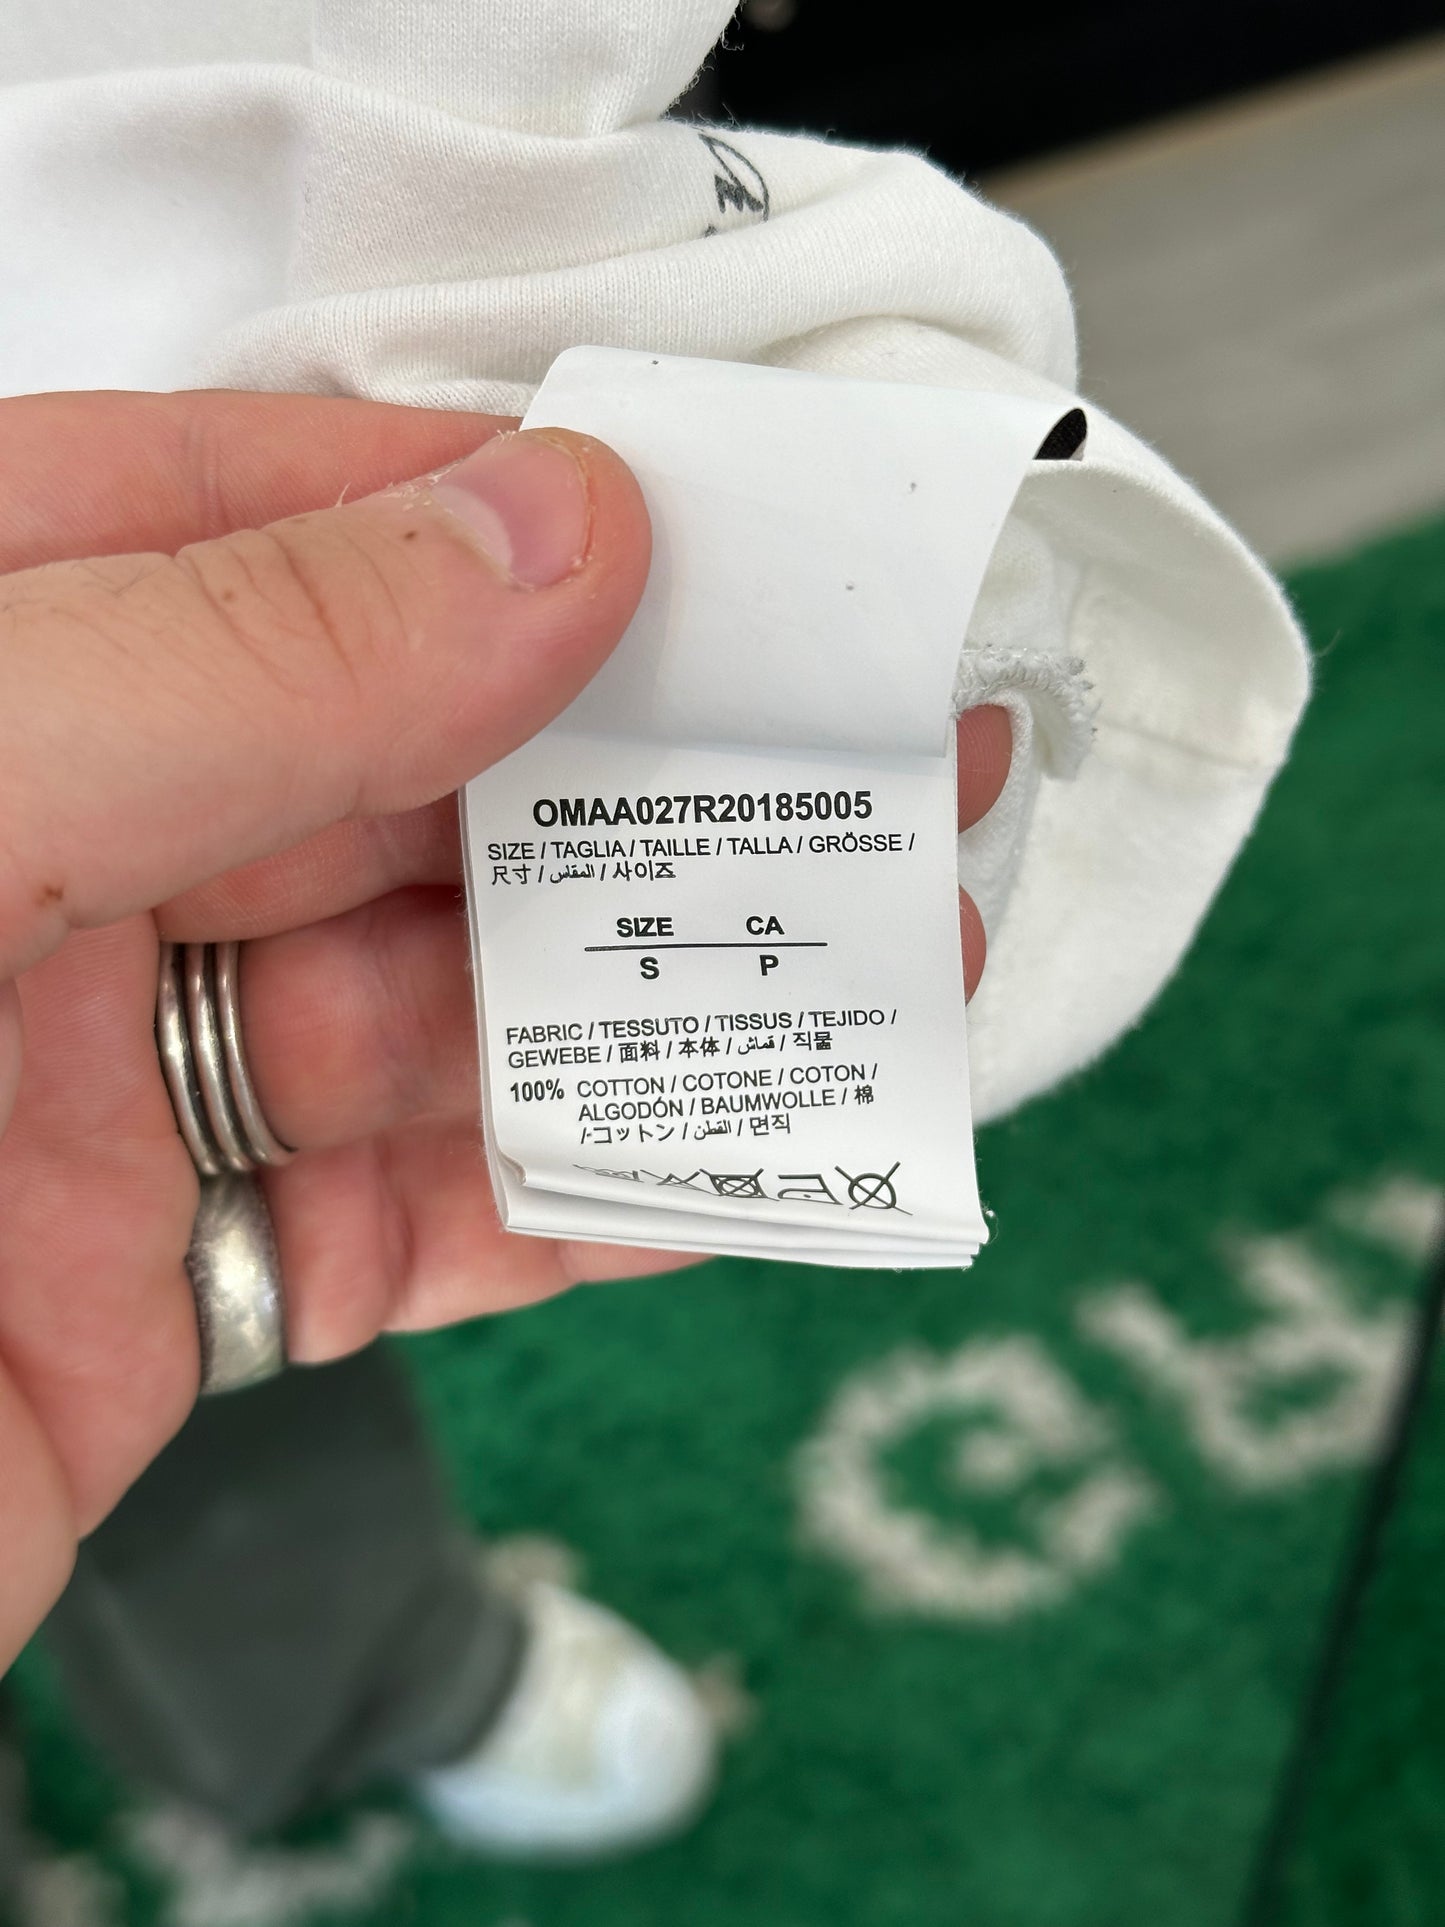 OMAA027R20185005
SIZE / TAGLIA / TAILLE / TALLA / GRÖSSE /
尺寸 / المقاس / 사이즈
SIZE CA
S P
FABRIC / TESSUTO / TISSUS / TEJIDO /
GEWEBE / 面料 / 本体 / قماش / 직물
100% COTTON / COTONE / COTON /
ALGODÓN / BAUMWOLLE / 棉
/-コットン / القطن / 면직